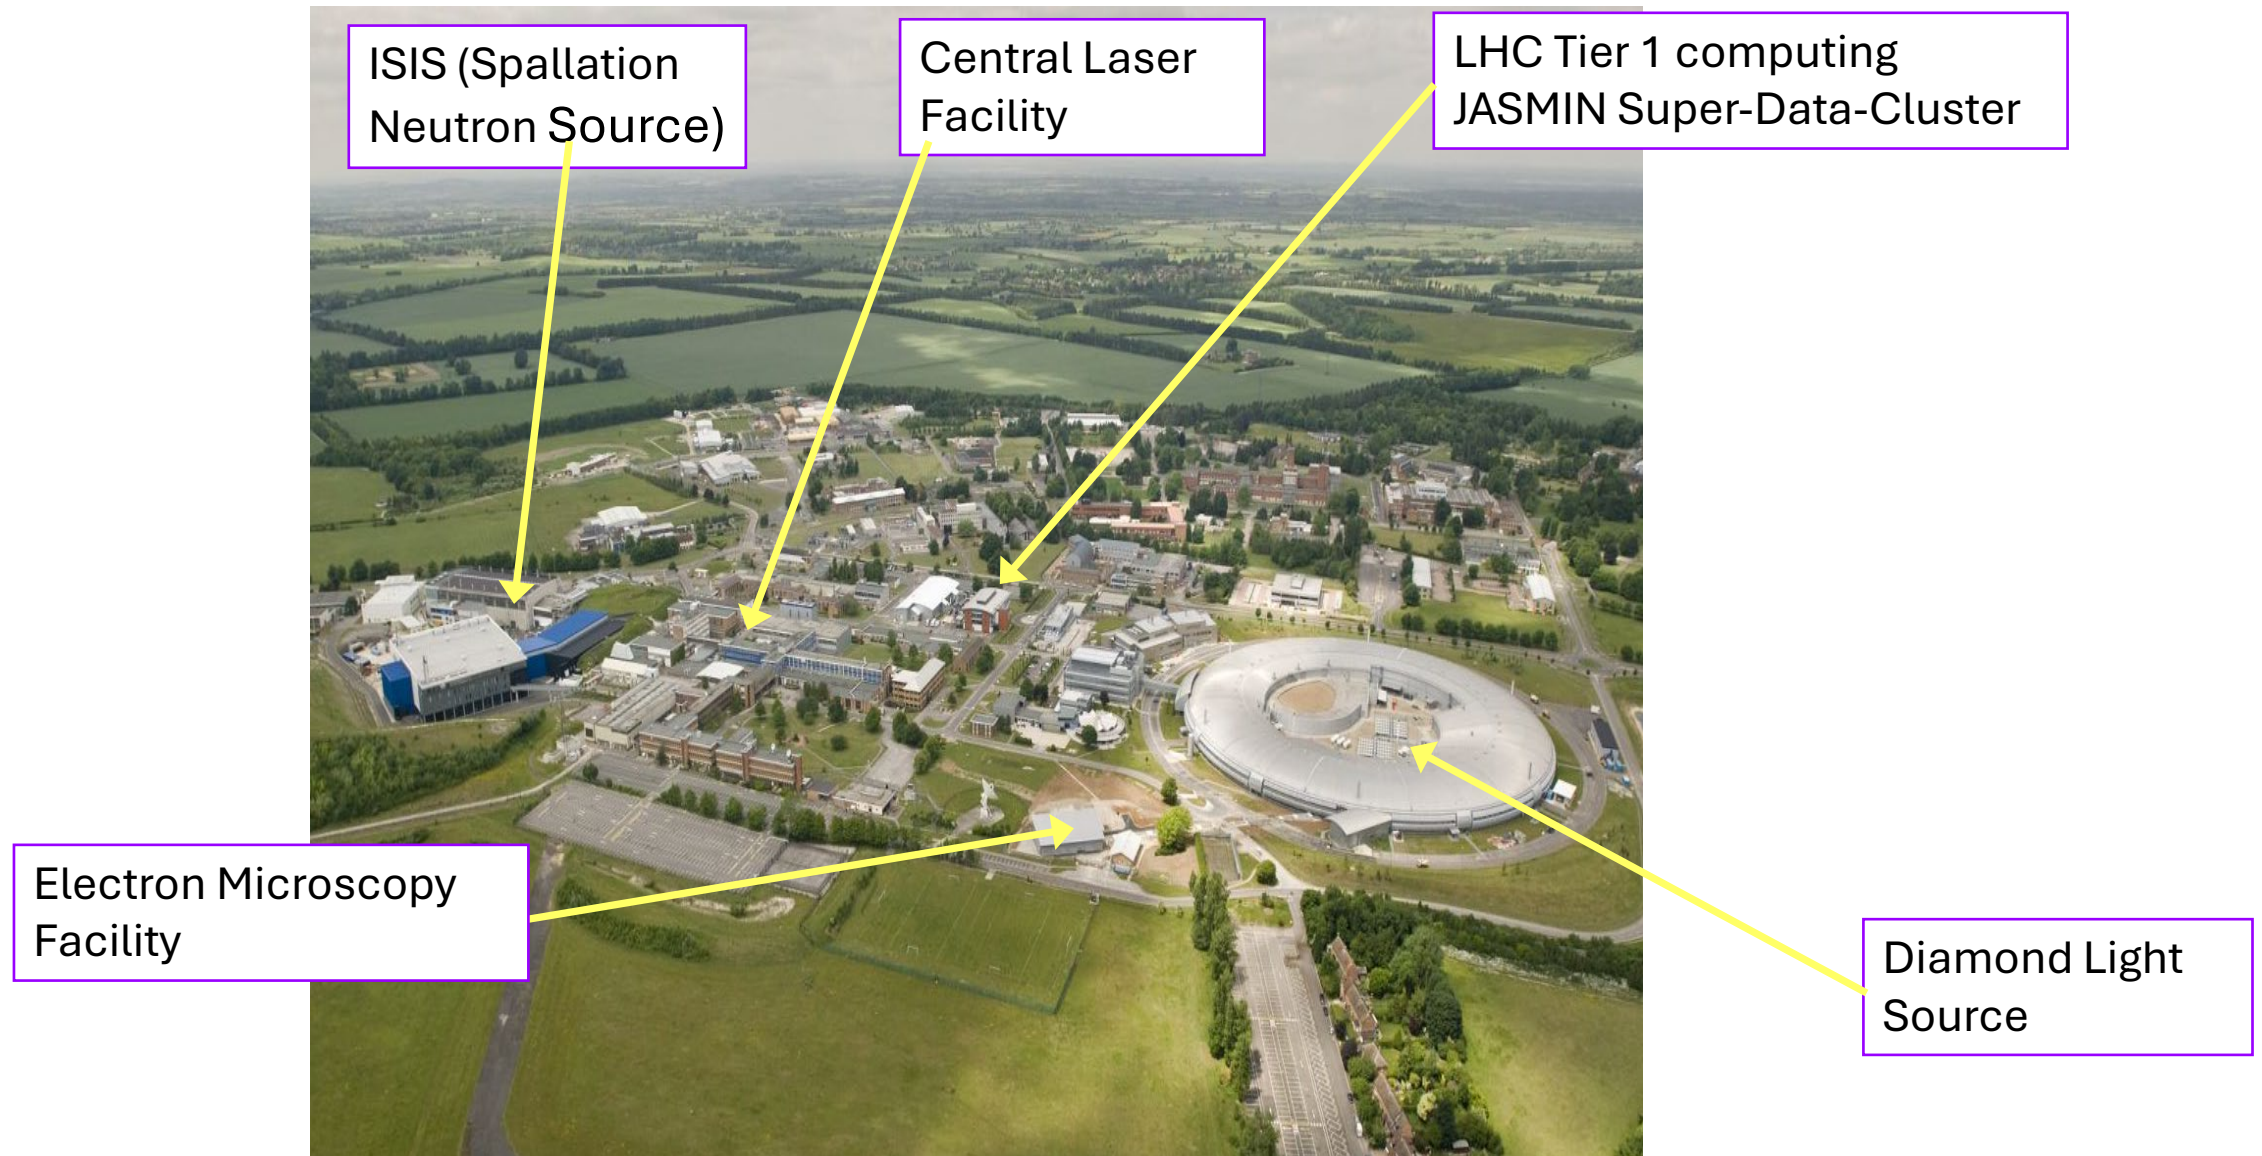 ISIS (Spallation
Neutron Source)
Central Laser
Facility
LHC Tier 1 computing
JASMIN Super-Data-Cluster
Electron Microscopy
Facility
Diamond Light
Source